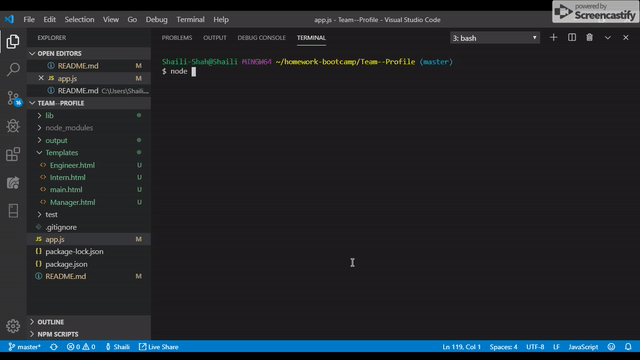 File Edit Selection View Go Debug Terminal Help app.js - Team--Profile - Visual Studio Code
powered by
Screencastify
EXPLORER
PROBLEMS OUTPUT DEBUG CONSOLE TERMINAL 3: bash
OPEN EDITORS
README.md M
app.js M
README.md C:\Users\Shaili...
TEAM--PROFILE
lib
node_modules
output
Templates
Engineer.html U
Intern.html U
main.html U
Manager.html U
test
.gitignore
JS app.js M
package-lock.json
package.json
README.md M
OUTLINE
NPM SCRIPTS
Shaili-Shah@Shaili MINGW64 ~/homework-bootcamp/Team--Profile (master)
$ node
master* 0 0 Shaili Live Share Ln 119, Col 1 Spaces: 4 UTF-8 LF JavaScript